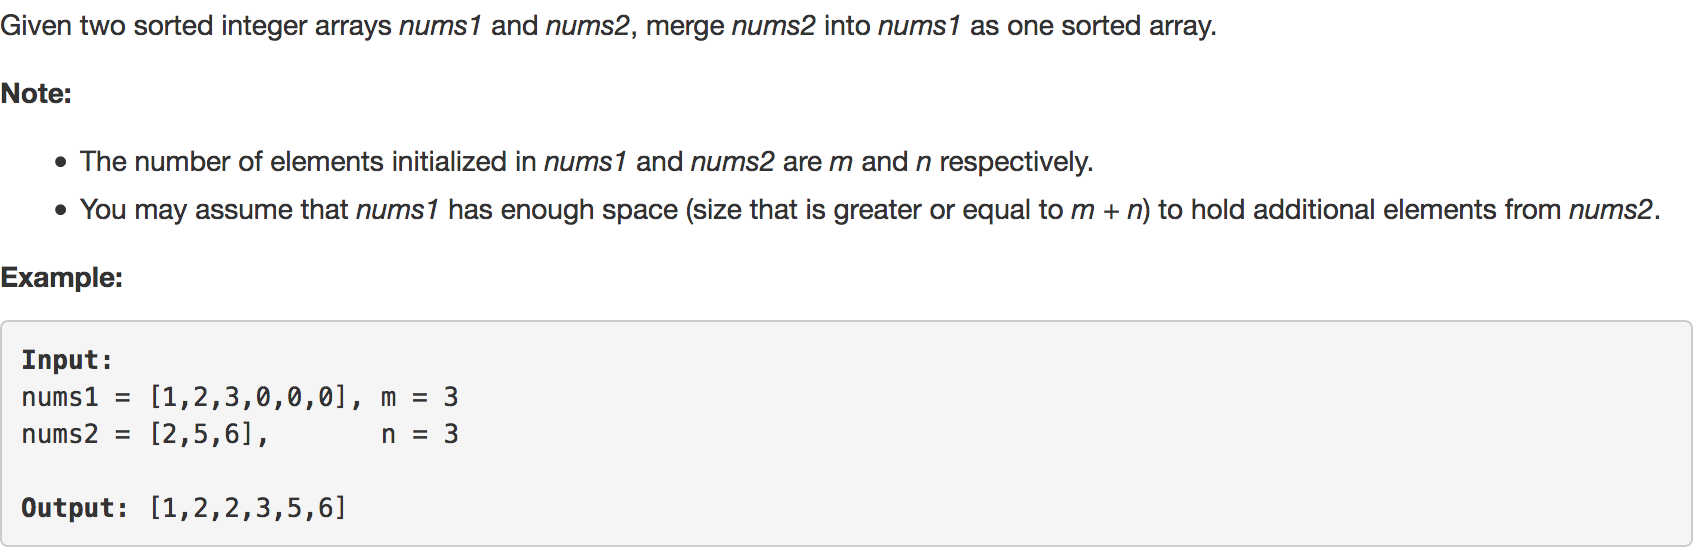 Given two sorted integer arrays nums1 and nums2, merge nums2 into nums1 as one sorted array.
Note:
• The number of elements initialized in nums1 and nums2 are m and n respectively.
• You may assume that nums1 has enough space (size that is greater or equal to m + n) to hold additional elements from nums2.
Example:
Input:
nums1 = [1,2,3,0,0,0], m = 3
nums2 = [2,5,6],       n = 3
Output: [1,2,2,3,5,6]